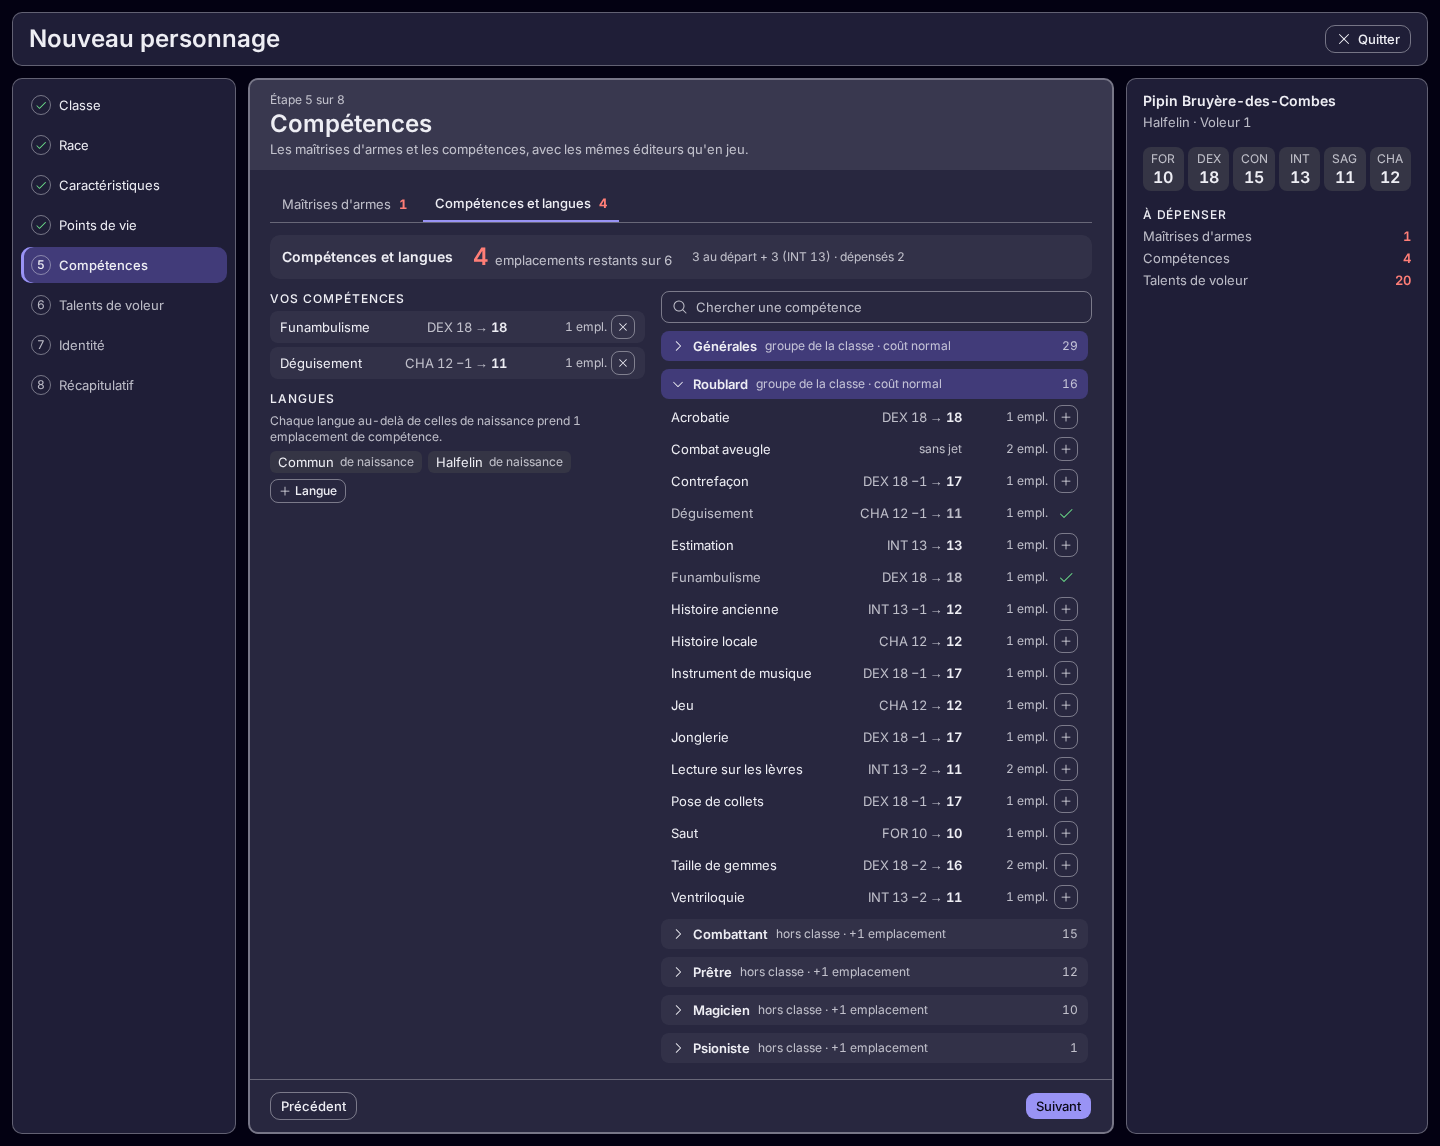 Nouveau personnage
Quitter
Classe
Race
Caractéristiques
Points de vie
5 Compétences
6 Talents de voleur
7 Identité
8 Récapitulatif
Étape 5 sur 8
Compétences
Les maîtrises d'armes et les compétences, avec les mêmes éditeurs qu'en jeu.
Maîtrises d'armes 1
Compétences et langues 4
Compétences et langues 4 emplacements restants sur 6 3 au départ + 3 (INT 13) · dépensés 2
VOS COMPÉTENCES
Funambulisme DEX 18 → 18 1 empl.
Déguisement CHA 12 −1 → 11 1 empl.
LANGUES
Chaque langue au-delà de celles de naissance prend 1
emplacement de compétence.
Commun de naissance
Halfelin de naissance
Langue
Chercher une compétence
Générales groupe de la classe · coût normal 29
Roublard groupe de la classe · coût normal 16
Acrobatie DEX 18 → 18 1 empl.
Combat aveugle sans jet 2 empl.
Contrefaçon DEX 18 −1 → 17 1 empl.
Déguisement CHA 12 −1 → 11 1 empl.
Estimation INT 13 → 13 1 empl.
Funambulisme DEX 18 → 18 1 empl.
Histoire ancienne INT 13 −1 → 12 1 empl.
Histoire locale CHA 12 → 12 1 empl.
Instrument de musique DEX 18 −1 → 17 1 empl.
Jeu CHA 12 → 12 1 empl.
Jonglerie DEX 18 −1 → 17 1 empl.
Lecture sur les lèvres INT 13 −2 → 11 2 empl.
Pose de collets DEX 18 −1 → 17 1 empl.
Saut FOR 10 → 10 1 empl.
Taille de gemmes DEX 18 −2 → 16 2 empl.
Ventriloquie INT 13 −2 → 11 1 empl.
Combattant hors classe · +1 emplacement 15
Prêtre hors classe · +1 emplacement 12
Magicien hors classe · +1 emplacement 10
Psioniste hors classe · +1 emplacement 1
Précédent
Suivant
Pipin Bruyère-des-Combes
Halfelin · Voleur 1
FOR DEX CON INT SAG CHA
10 18 15 13 11 12
À DÉPENSER
Maîtrises d'armes 1
Compétences 4
Talents de voleur 20